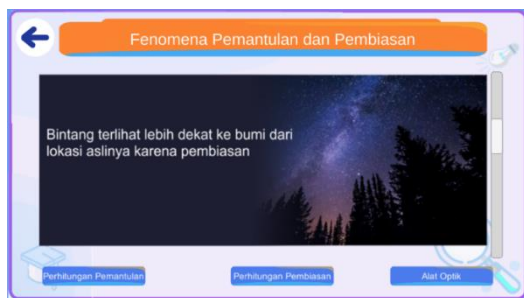 Fenomena Pemantulan dan Pembiasan
Bintang terlihat lebih dekat ke bumi dari
lokasi aslinya karena pembiasan
Perhitungan Pemantulan
Perhitungan Pembiasan
Alat Optik